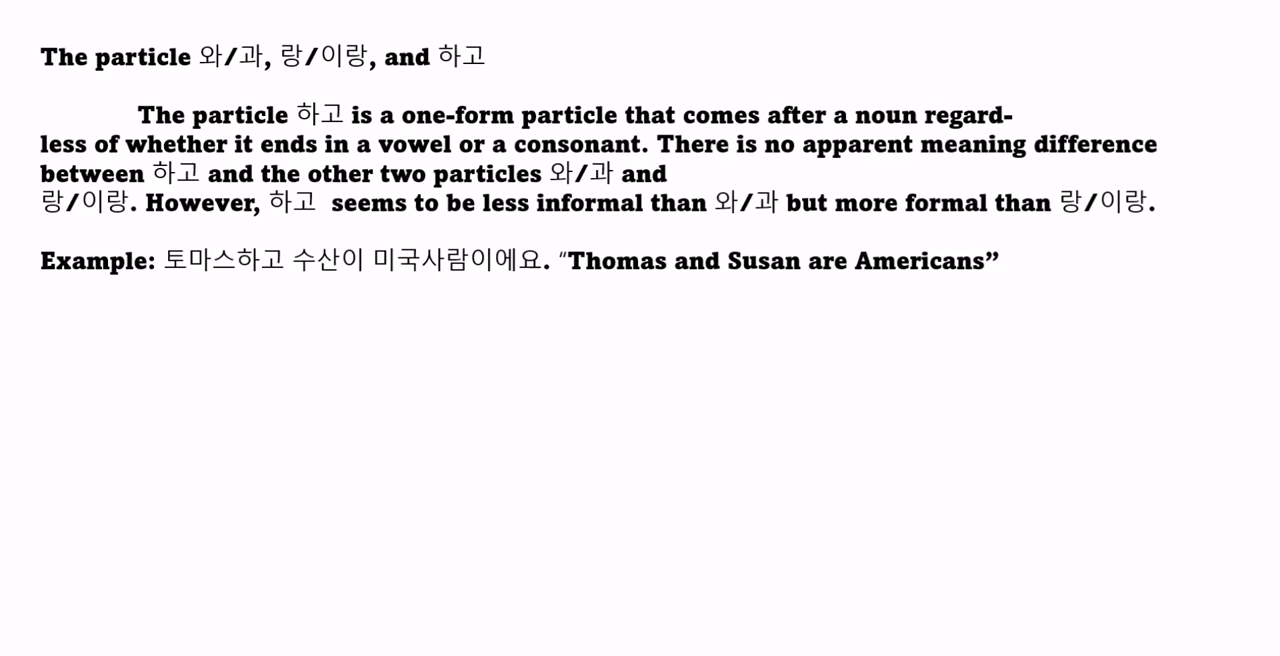 The particle 와/과, 랑/이랑, and 하고
The particle 하고 is a one-form particle that comes after a noun regard-
less of whether it ends in a vowel or a consonant. There is no apparent meaning difference
between 하고 and the other two particles 와/과 and
랑/이랑. However, 하고 seems to be less informal than 와/과 but more formal than 랑/이랑.
Example: 토마스하고 수산이 미국사람이에요. “Thomas and Susan are Americans”